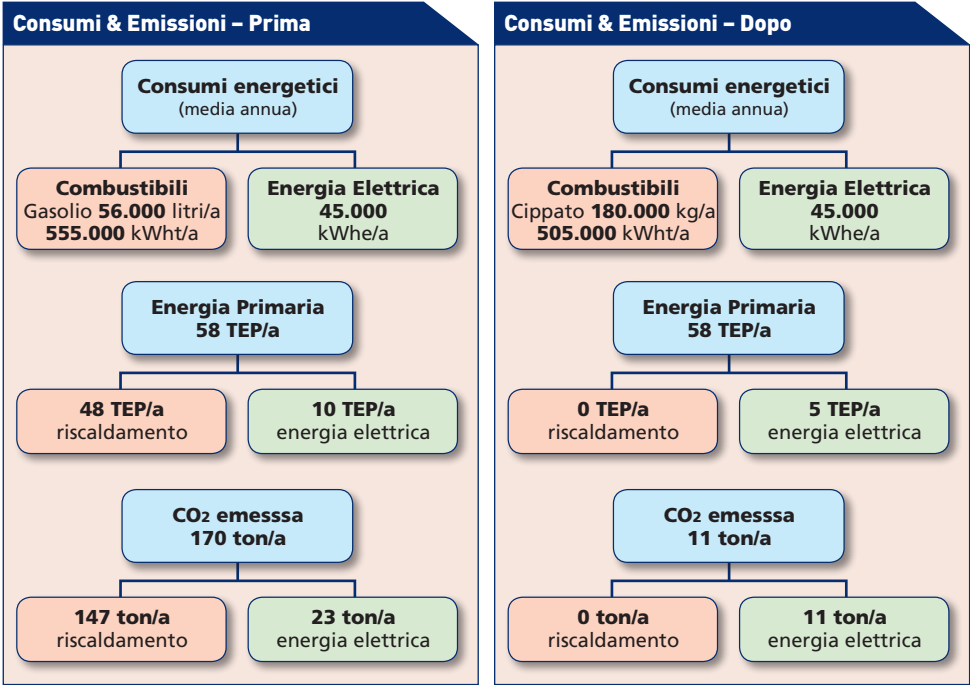 Consumi & Emissioni – Prima
Consumi energetici
(media annua)
Combustibili
Gasolio 56.000 litri/a
555.000 kWht/a
Energia Elettrica
45.000
kWhe/a
Energia Primaria
58 TEP/a
48 TEP/a
riscaldamento
10 TEP/a
energia elettrica
CO2 emesssa
170 ton/a
147 ton/a
riscaldamento
23 ton/a
energia elettrica
Consumi & Emissioni – Dopo
Consumi energetici
(media annua)
Combustibili
Cippato 180.000 kg/a
505.000 kWht/a
Energia Elettrica
45.000
kWhe/a
Energia Primaria
58 TEP/a
0 TEP/a
riscaldamento
5 TEP/a
energia elettrica
CO2 emesssa
11 ton/a
0 ton/a
riscaldamento
11 ton/a
energia elettrica